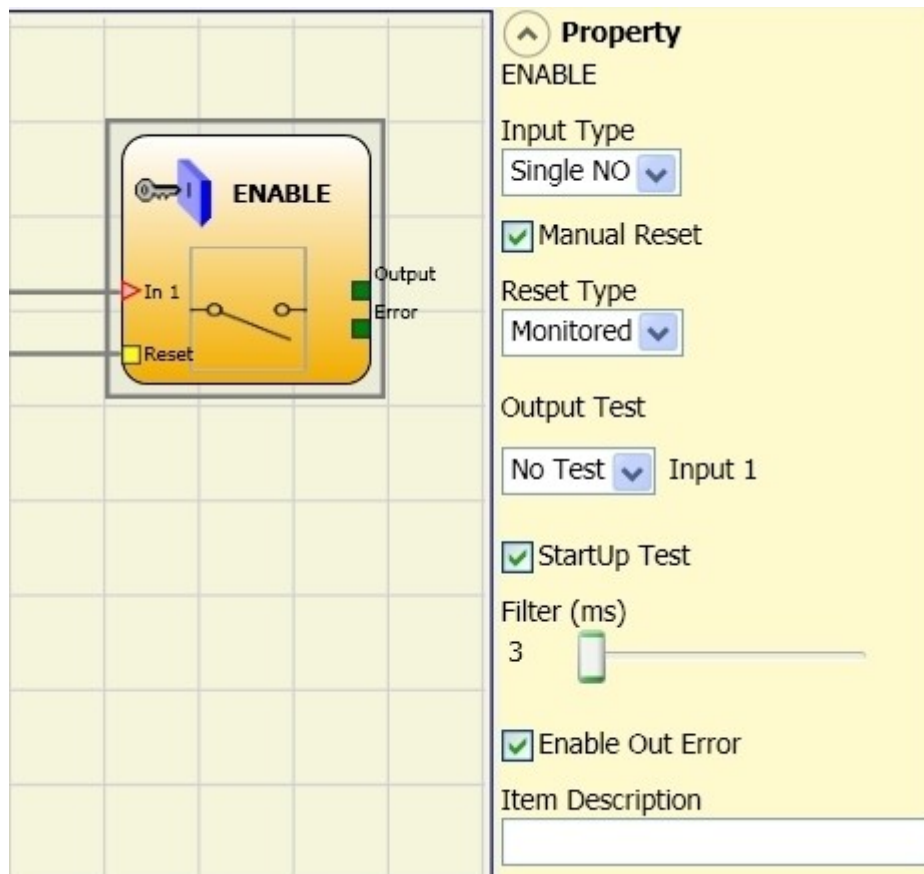 ENABLE
In 1
Output
Error
Reset
Property
ENABLE
Input Type
Single NO
Manual Reset
Reset Type
Monitored
Output Test
No Test Input 1
StartUp Test
Filter (ms)
3
Enable Out Error
Item Description